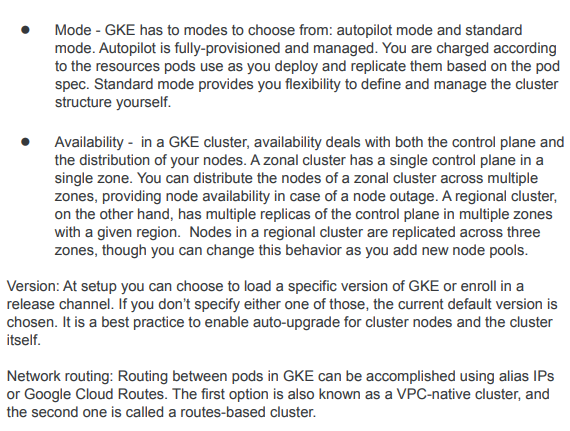 ● Mode - GKE has to modes to choose from: autopilot mode and standard
mode. Autopilot is fully-provisioned and managed. You are charged according
to the resources pods use as you deploy and replicate them based on the pod
spec. Standard mode provides you flexibility to define and manage the cluster
structure yourself.
● Availability - in a GKE cluster, availability deals with both the control plane and
the distribution of your nodes. A zonal cluster has a single control plane in a
single zone. You can distribute the nodes of a zonal cluster across multiple
zones, providing node availability in case of a node outage. A regional cluster,
on the other hand, has multiple replicas of the control plane in multiple zones
with a given region. Nodes in a regional cluster are replicated across three
zones, though you can change this behavior as you add new node pools.
Version: At setup you can choose to load a specific version of GKE or enroll in a
release channel. If you don’t specify either one of those, the current default version is
chosen. It is a best practice to enable auto-upgrade for cluster nodes and the cluster
itself.
Network routing: Routing between pods in GKE can be accomplished using alias IPs
or Google Cloud Routes. The first option is also known as a VPC-native cluster, and
the second one is called a routes-based cluster.